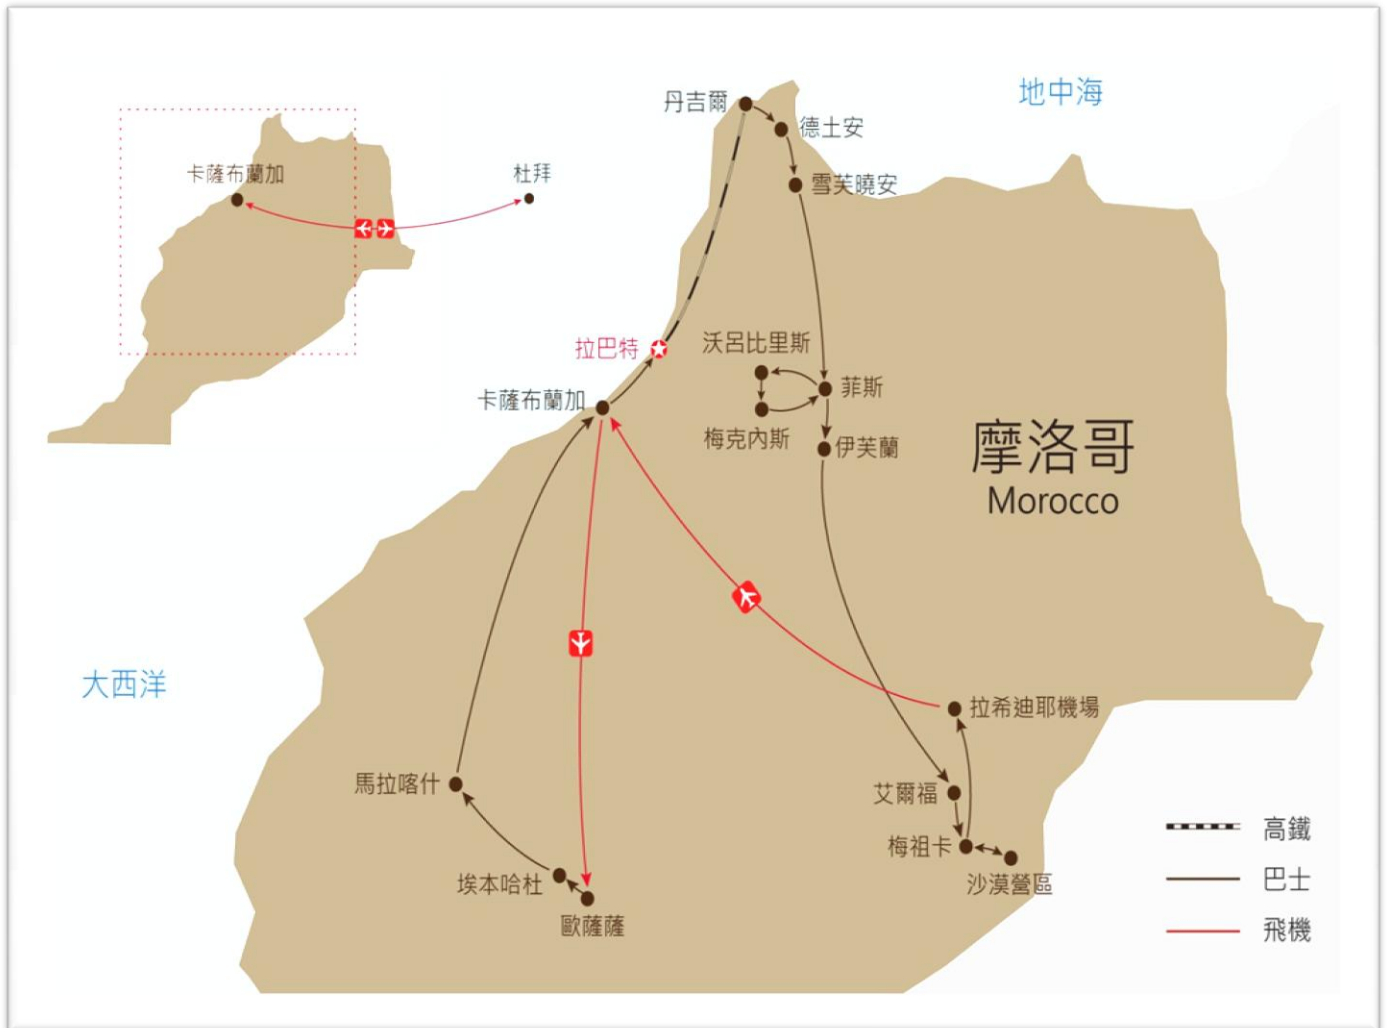 地中海
丹吉爾
德土安
卡薩布蘭加
杜拜
雪芙曉安
拉巴特
沃呂比里斯
卡薩布蘭加
菲斯
梅克內斯
伊芙蘭
摩洛哥
Morocco
大西洋
拉希迪耶機場
馬拉喀什
艾爾福
梅祖卡
高鐵
埃本哈杜
沙漠營區
巴士
歐薩薩
飛機